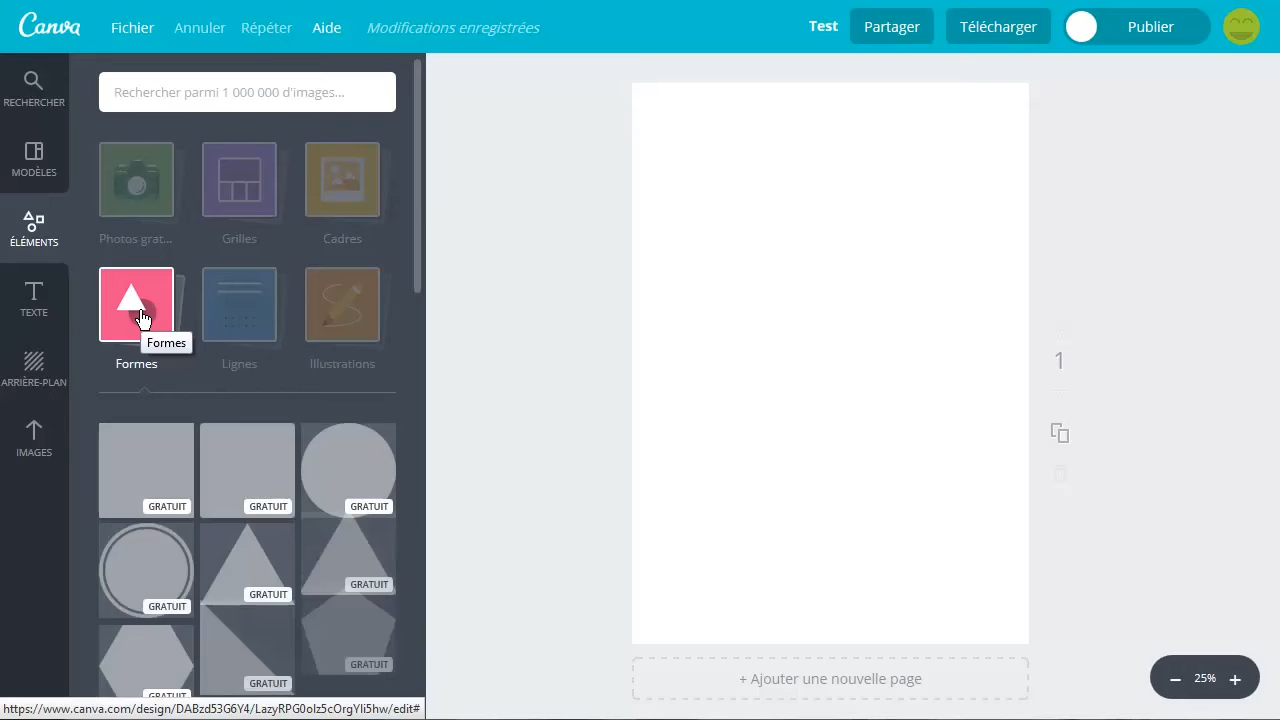 Canva Fichier Annuler Répéter Aide Modifications enregistrées Test Partager Télécharger Publier
RECHERCHER
MODÈLES
ÉLÉMENTS
TEXTE
ARRIÈRE-PLAN
IMAGES
Rechercher parmi 1 000 000 d'images...
Photos grat... Grilles Cadres
Formes
Formes Lignes Illustrations
GRATUIT GRATUIT GRATUIT
GRATUIT GRATUIT GRATUIT
GRATUIT GRATUIT GRATUIT
1
+ Ajouter une nouvelle page
25%
https://www.canva.com/design/DABzd53G6Y4/LazyRPG0olz5cOrgYli5hw/edit#